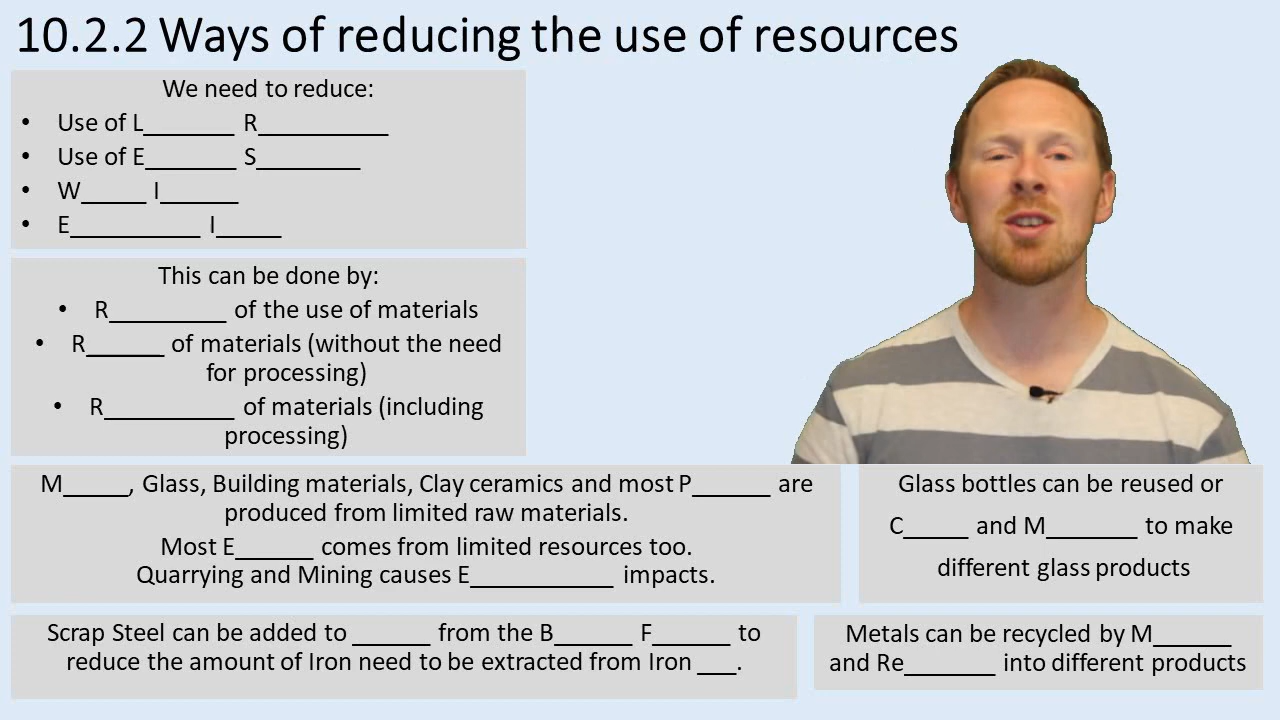 10.2.2 Ways of reducing the use of resources
We need to reduce:
• Use of L_______ R__________
• Use of E_______ S________
• W_____ I______
• E__________ I_____
This can be done by:
• R_________ of the use of materials
• R______ of materials (without the need
for processing)
• R__________ of materials (including
processing)
M_____, Glass, Building materials, Clay ceramics and most P______ are
produced from limited raw materials.
Most E______ comes from limited resources too.
Quarrying and Mining causes E___________ impacts.
Glass bottles can be reused or
C_____ and M_______ to make
different glass products
Scrap Steel can be added to ______ from the B______ F______ to
reduce the amount of Iron need to be extracted from Iron ___.
Metals can be recycled by M______
and Re_______ into different products